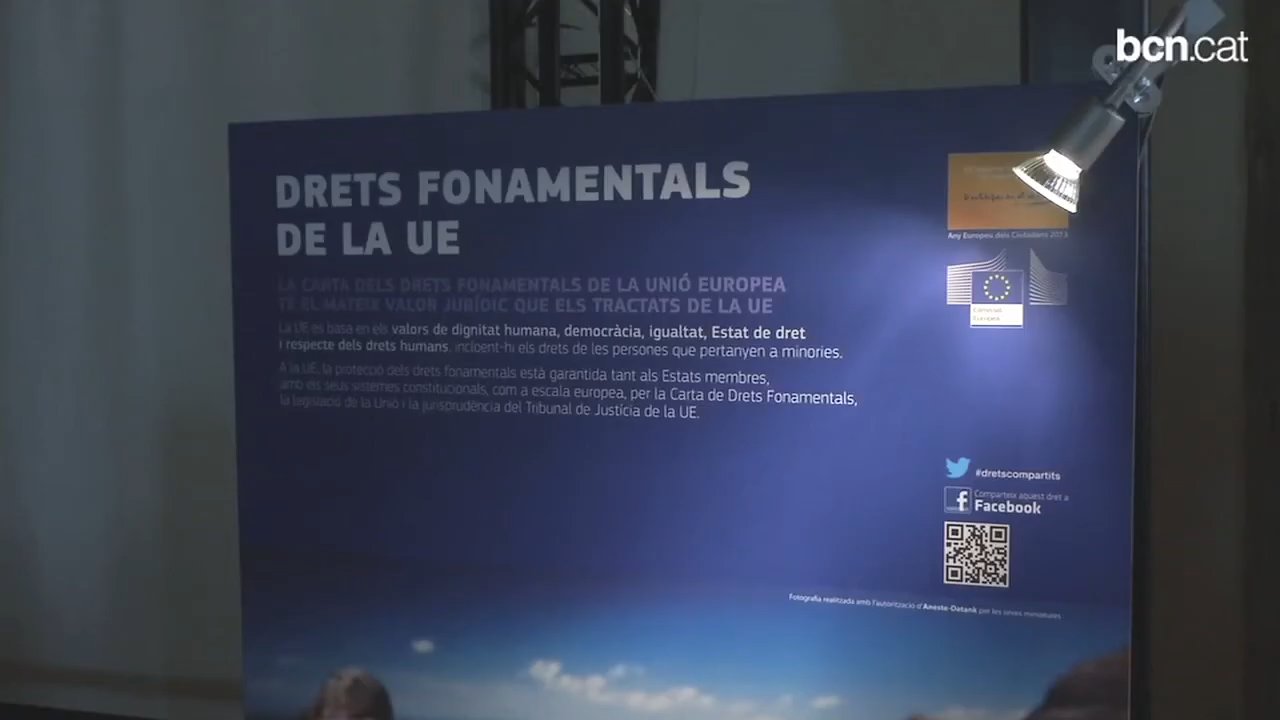 bcn.cat
DRETS FONAMENTALS
DE LA UE
LA CARTA DELS DRETS FONAMENTALS DE LA UNIÓ EUROPEA
TÉ EL MATEIX VALOR JURÍDIC QUE ELS TRACTATS DE LA UE
La UE es basa en els valors de dignitat humana, democràcia, igualtat, Estat de dret
i respecte dels drets humans, incloent-hi els drets de les persones que pertanyen a minories.
A la UE, la protecció dels drets fonamentals està garantida tant als Estats membres,
amb els seus sistemes constitucionals, com a escala europea, per la Carta de Drets Fonamentals,
la legislació de la Unió i la jurisprudència del Tribunal de Justícia de la UE.
Any Europeu dels Ciutadans 2013
Comissió
Europea
#dretscompartits
Comparteix aquest dret a
Facebook
Fotografia realitzada amb l'autorització d'Aneste-Datank per les seves miniatures